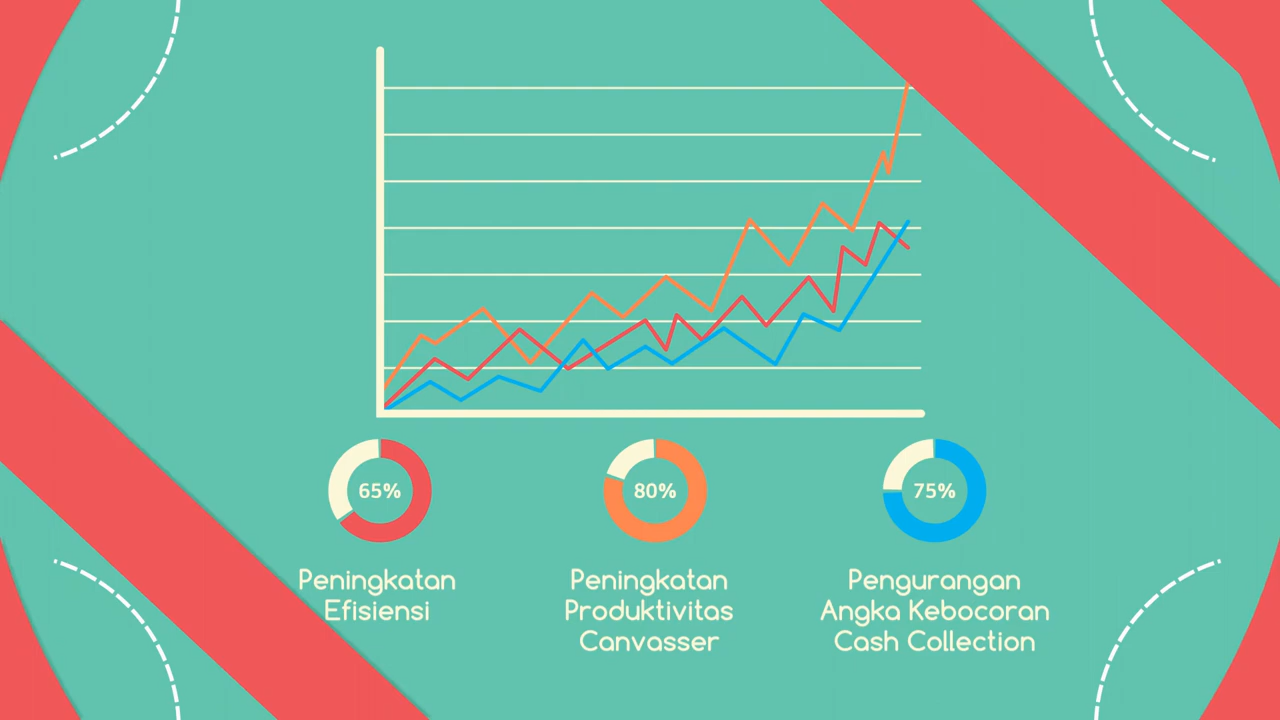 65%
80%
75%
Peningkatan
Efisiensi
Peningkatan
Produktivitas
Canvasser
Pengurangan
Angka Kebocoran
Cash Collection